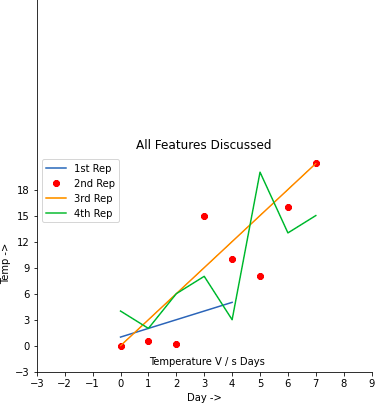 All Features Discussed
1st Rep
2nd Rep
3rd Rep
4th Rep
Temp ->
18
15
12
9
6
3
0
−3
Temperature V / s Days
−3 −2 −1 0 1 2 3 4 5 6 7 8 9
Day ->